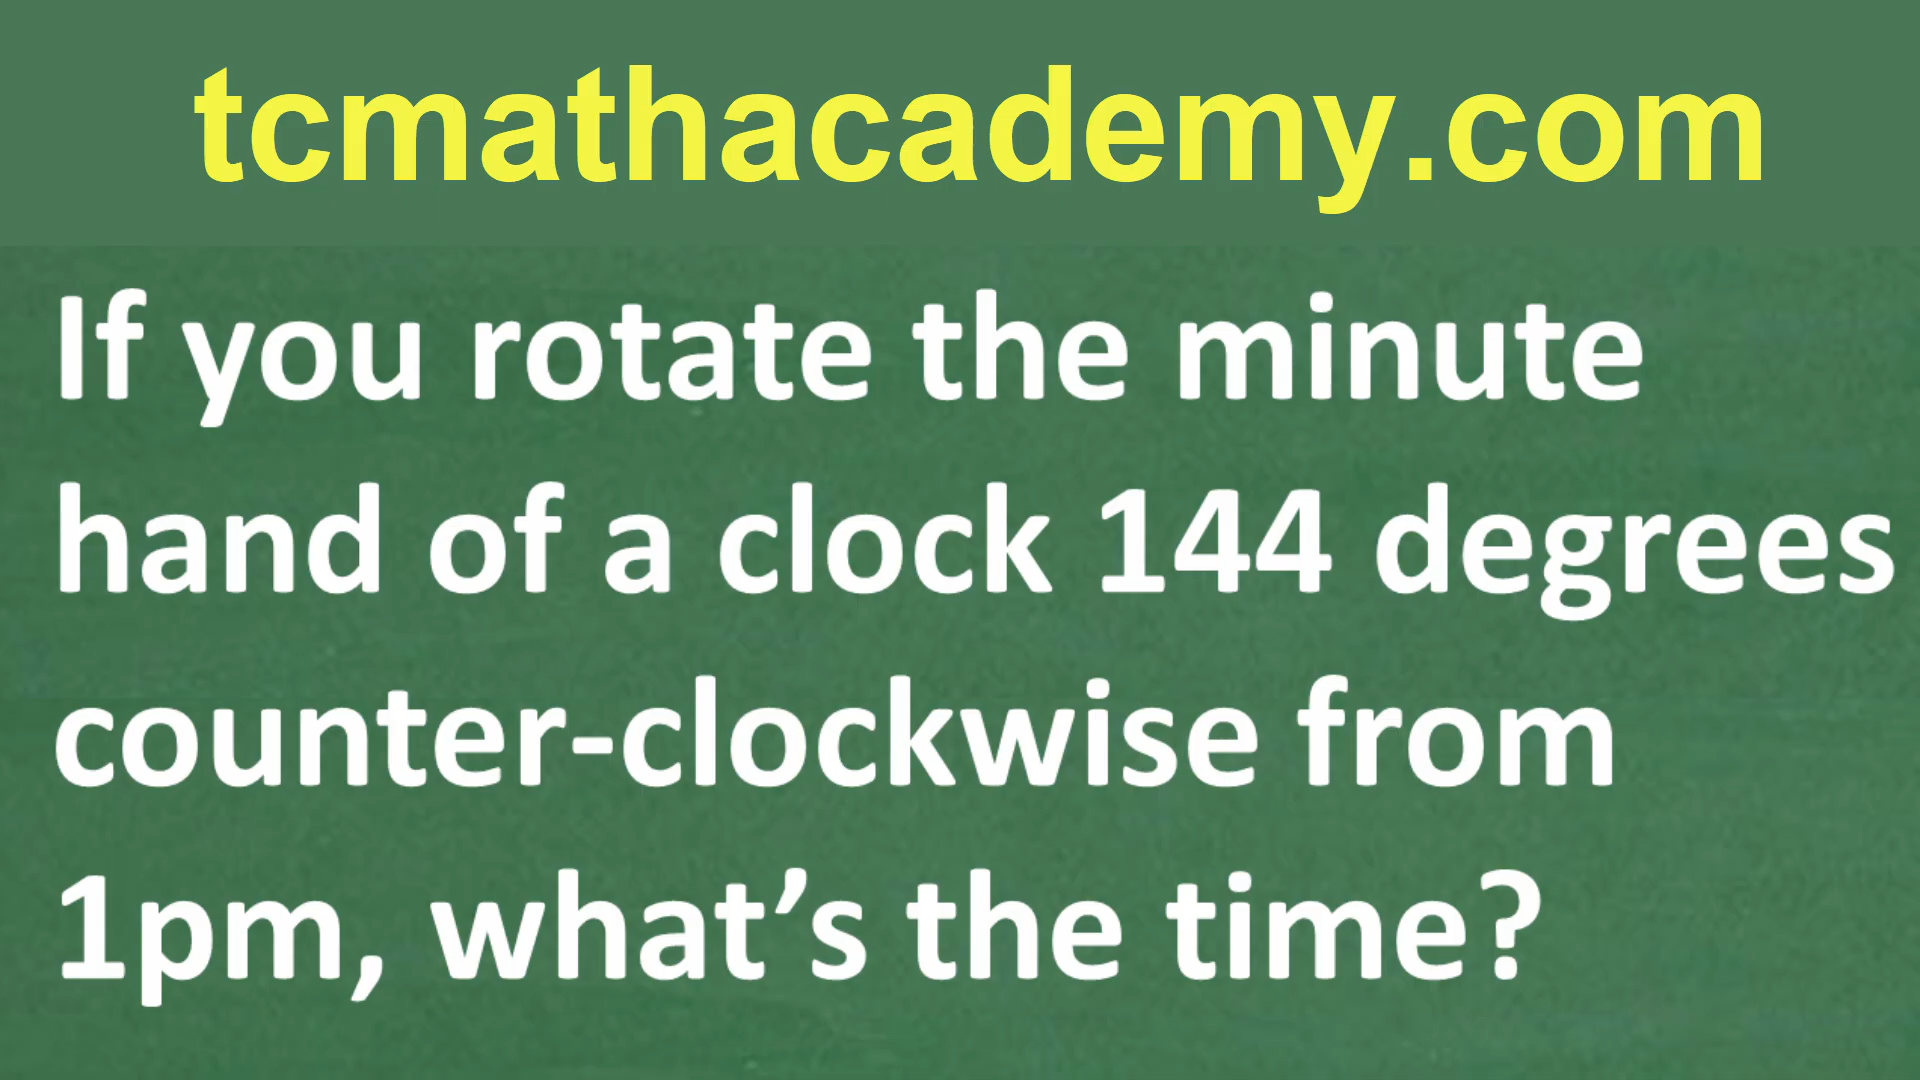 tcmathacademy.com
If you rotate the minute
hand of a clock 144 degrees
counter-clockwise from
1pm, what’s the time?